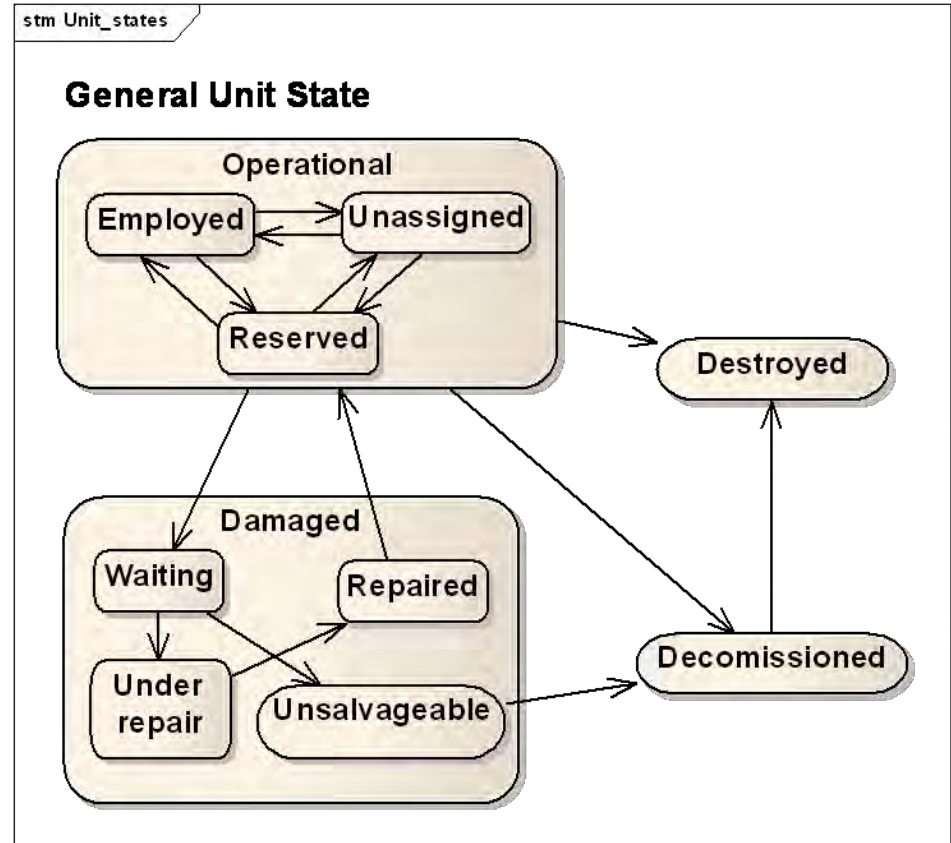 stm Unit_states
General Unit State
Operational
Employed
Unassigned
Reserved
Destroyed
Damaged
Waiting
Repaired
Under
repair
Unsalvageable
Decomissioned